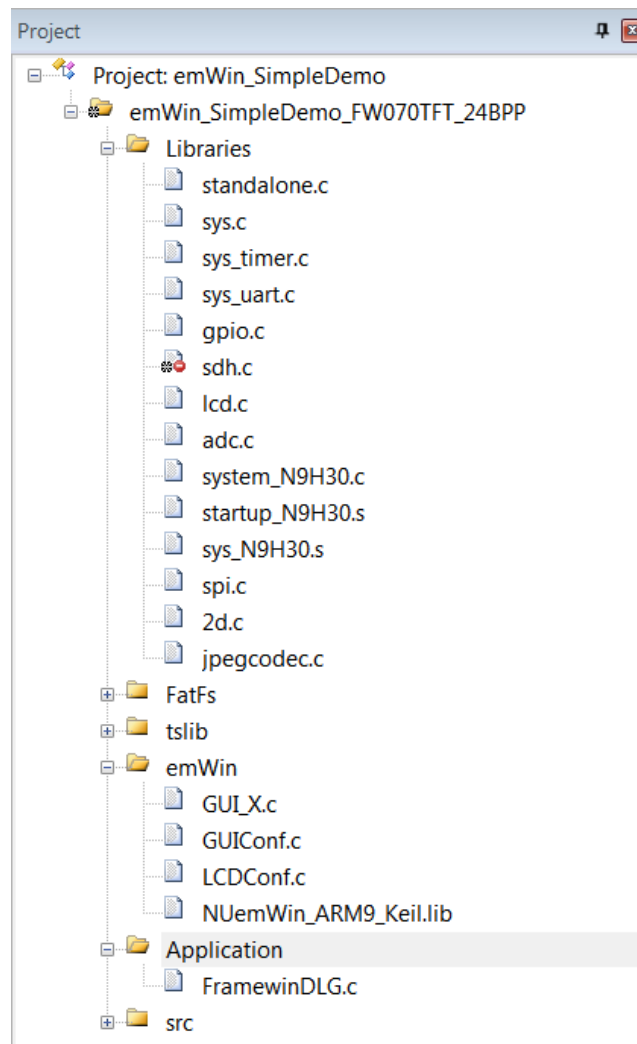 Project
Project: emWin_SimpleDemo
emWin_SimpleDemo_FW070TFT_24BPP
Libraries
standalone.c
sys.c
sys_timer.c
sys_uart.c
gpio.c
sdh.c
lcd.c
adc.c
system_N9H30.c
startup_N9H30.s
sys_N9H30.s
spi.c
2d.c
jpegcodec.c
FatFs
tslib
emWin
GUI_X.c
GUIConf.c
LCDConf.c
NUemWin_ARM9_Keil.lib
Application
FramewinDLG.c
src